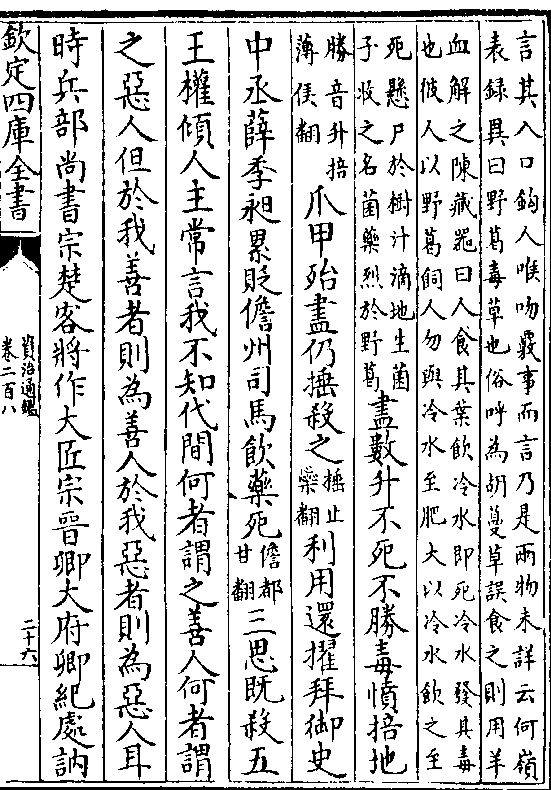 言其入口鈎人喉吻覈事而言乃是兩物未詳云何嶺
表録異曰野葛毒草也俗呼為胡蔓草誤食之則用羊
血解之陳藏器曰人食其葉飲冷水即死冷水發其毒
也彼人以野葛飼人勿與冷水至肥大以冷水飲之至
死懸尸於樹汁滴地生菌子收之名菌藥烈於野葛盡數升不死不勝毒憤掊地
勝音升掊薄侯翻爪甲殆盡仍捶殺之捶止橤翻利用還擢拜御史
中丞薛季昶累貶儋州司馬飲藥死儋都甘翻三思既殺五
王權傾人主常言我不知代間何者謂之善人何者謂
之惡人但於我善者則為善人於我惡者則為惡人耳
時兵部尚書宗楚客將作大匠宗晉卿大府卿紀處訥
欽定四庫全書
資治通鑑
卷二百八
二十六